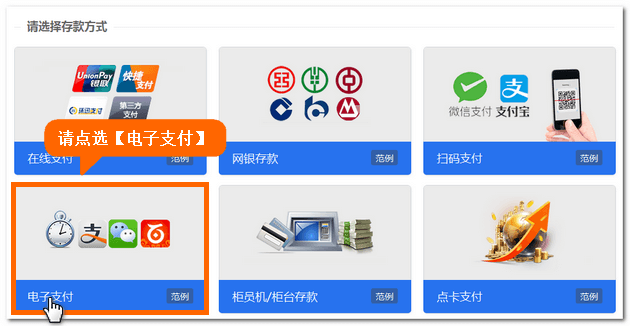 请选择存款方式
UnionPay
银联
快捷
支付
第三方
支付
微信支付
支付宝
请点选【电子支付】
在线支付
范例
网银存款
范例
扫码支付
范例
支
电子支付
范例
柜员机/柜台存款
范例
点卡支付
范例